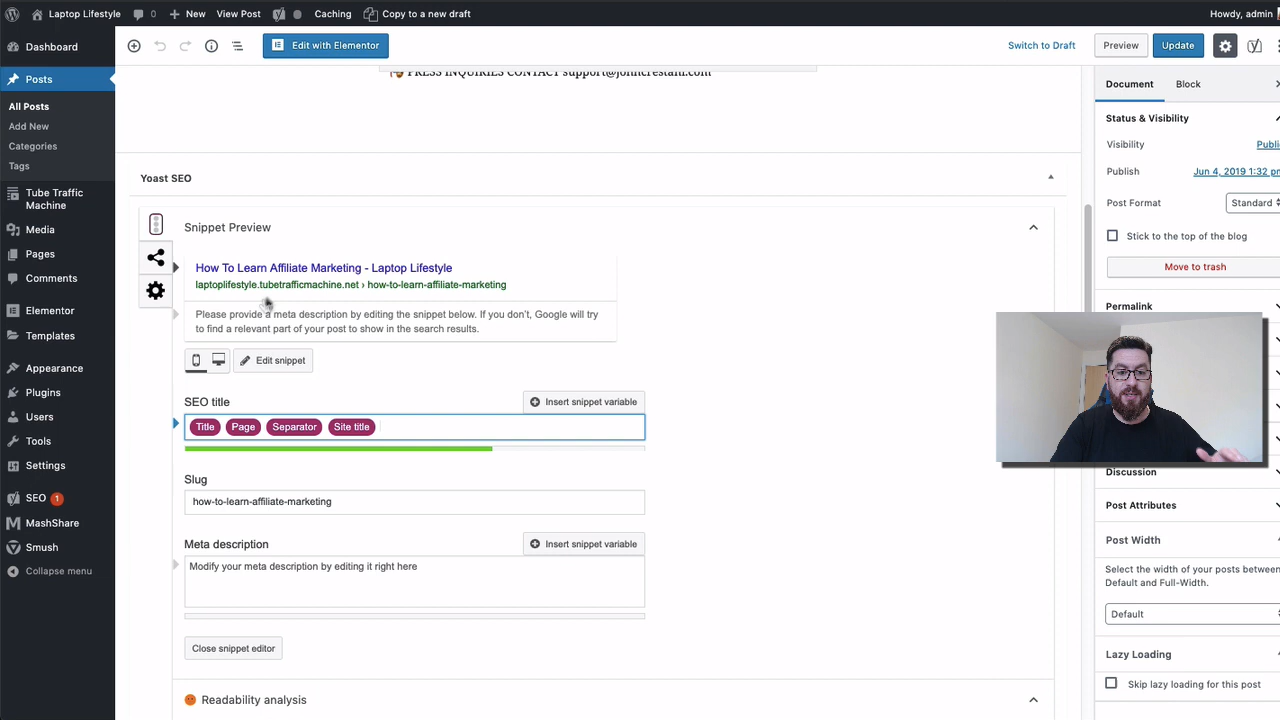 Laptop Lifestyle
0
New
View Post
Caching
Copy to a new draft
Howdy, admin
Dashboard
Posts
All Posts
Add New
Categories
Tags
Tube Traffic
Machine
Media
Pages
Comments
Elementor
Templates
Appearance
Plugins
Users
Tools
Settings
SEO 1
MashShare
Smush
Collapse menu
Edit with Elementor
Switch to Draft
Preview
Update
PRESS INQUIRIES CONTACT support@johncrestani.com
Yoast SEO
Snippet Preview
How To Learn Affiliate Marketing - Laptop Lifestyle
laptoplifestyle.tubetrafficmachine.net › how-to-learn-affiliate-marketing
Please provide a meta description by editing the snippet below. If you don't, Google will try
to find a relevant part of your post to show in the search results.
Edit snippet
SEO title
Insert snippet variable
Title Page Separator Site title
Slug
how-to-learn-affiliate-marketing
Meta description
Insert snippet variable
Modify your meta description by editing it right here
Close snippet editor
Readability analysis
Document
Block
Status & Visibility
Visibility
Publi
Publish
Jun 4, 2019 1:32 pm
Post Format
Standard
Stick to the top of the blog
Move to trash
Permalink
Discussion
Post Attributes
Post Width
Select the width of your posts between
Default and Full-Width.
Default
Lazy Loading
Skip lazy loading for this post